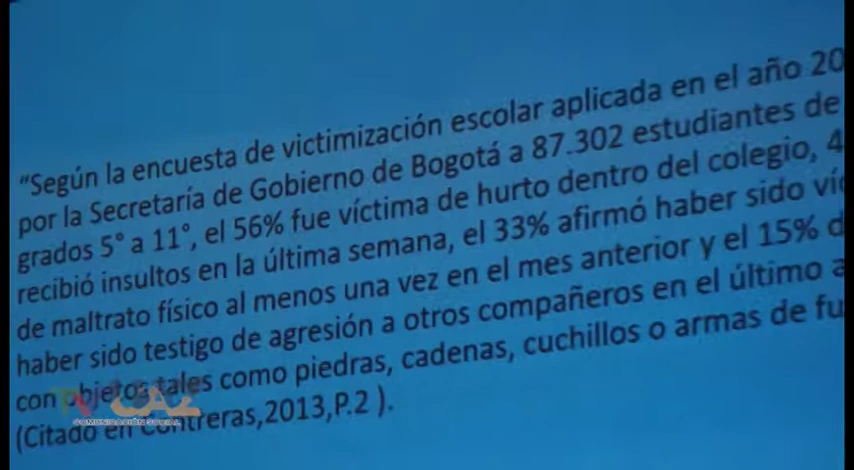 “Según la encuesta de victimización escolar aplicada en el año 20
por la Secretaría de Gobierno de Bogotá a 87.302 estudiantes de
grados 5° a 11°, el 56% fue víctima de hurto dentro del colegio, 4
recibió insultos en la última semana, el 33% afirmó haber sido víc
de maltrato físico al menos una vez en el mes anterior y el 15% d
haber sido testigo de agresión a otros compañeros en el último a
con objetos tales como piedras, cadenas, cuchillos o armas de fu
(Citado en Contreras,2013,P.2 ).
COMUNICACIÓN SOCIAL